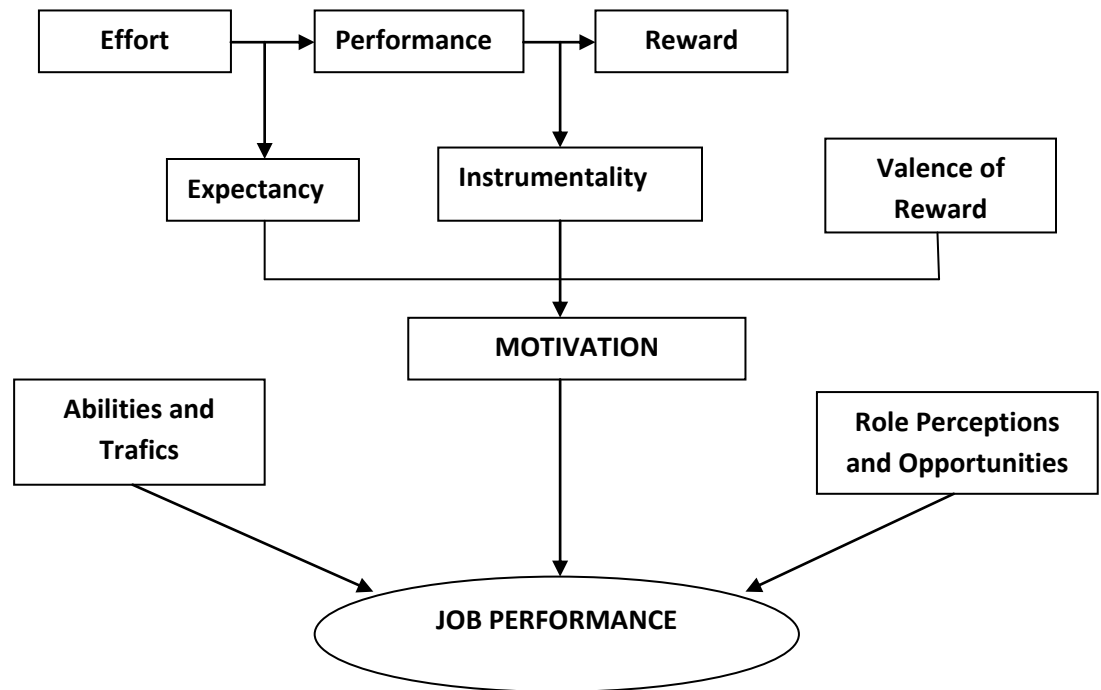 Effort
Performance
Reward
Expectancy
Instrumentality
Valence of
Reward
MOTIVATION
Abilities and
Trafics
Role Perceptions
and Opportunities
JOB PERFORMANCE